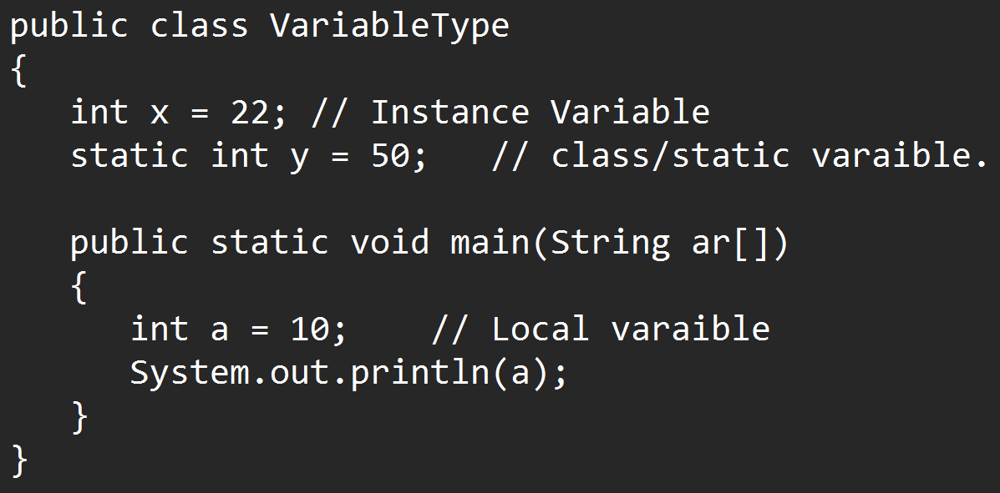 public class VariableType
{
int x = 22; // Instance Variable
static int y = 50;   // class/static varaible.
public static void main(String ar[])
{
int a = 10;    // Local varaible
System.out.println(a);
}
}